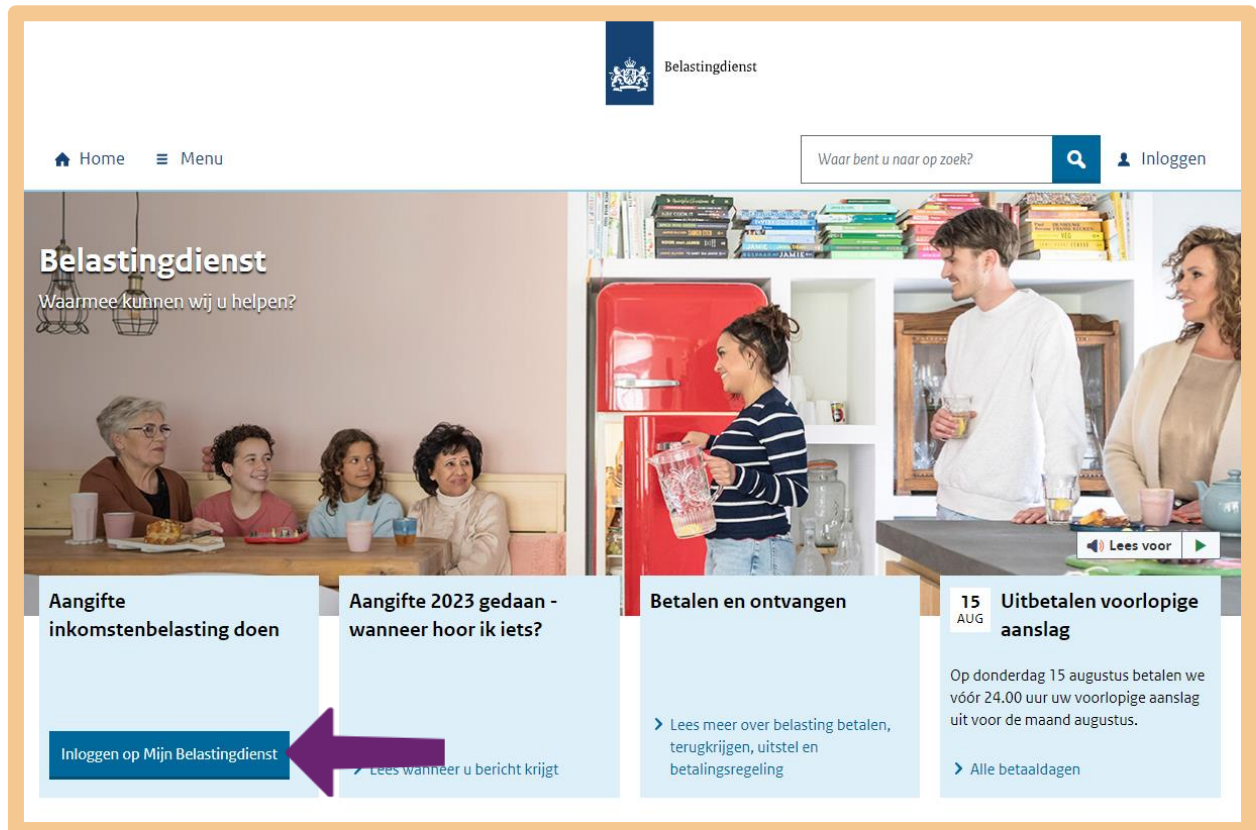 Belastingdienst
Home
Menu
Waar bent u naar op zoek?
Inloggen
Belastingdienst
Waarmee kunnen wij u helpen?
Lees voor
Aangifte
inkomstenbelasting doen
Inloggen op Mijn Belastingdienst
Aangifte 2023 gedaan -
wanneer hoor ik iets?
Lees wanneer u bericht krijgt
Betalen en ontvangen
Lees meer over belasting betalen,
terugkrijgen, uitstel en
betalingsregeling
15
AUG
Uitbetalen voorlopige
aanslag
Op donderdag 15 augustus betalen we
vóór 24.00 uur uw voorlopige aanslag
uit voor de maand augustus.
Alle betaaldagen